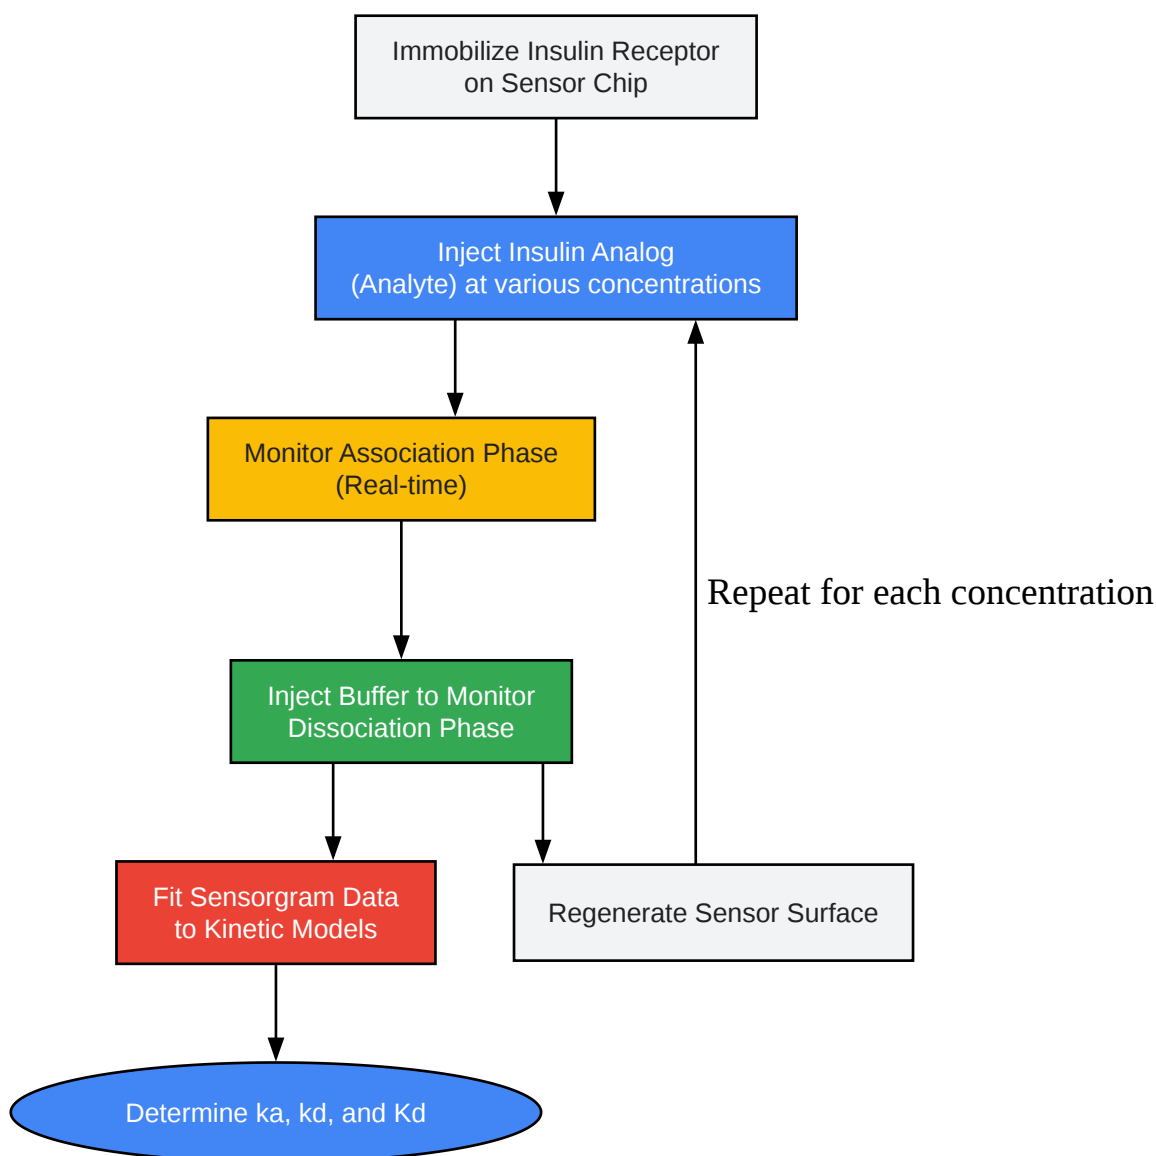 Immobilize Insulin Receptor
on Sensor Chip
Inject Insulin Analog
(Analyte) at various concentrations
Monitor Association Phase
(Real-time)
Repeat for each concentration
Inject Buffer to Monitor
Dissociation Phase
Fit Sensorgram Data
to Kinetic Models
Regenerate Sensor Surface
Determine ka, kd, and Kd